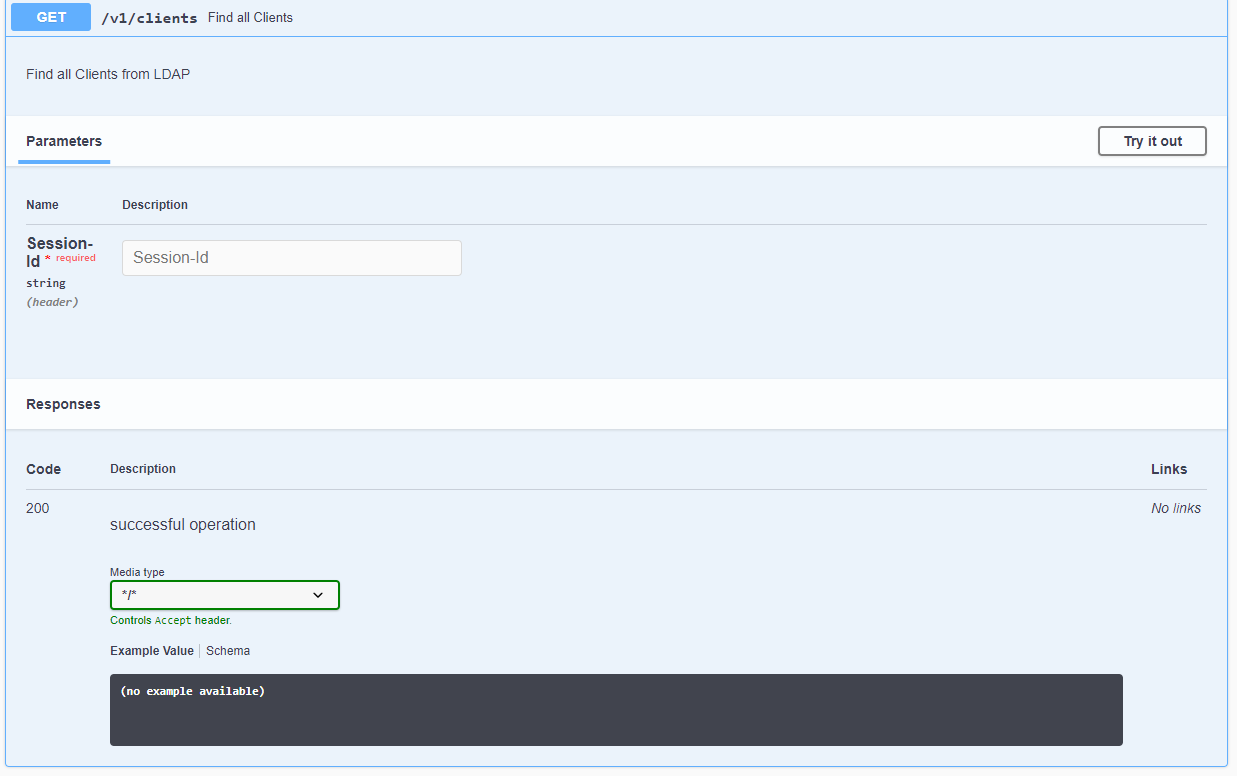 GET /v1/clients Find all Clients
Find all Clients from LDAP
Parameters Try it out
Name Description
Session-
Id * required
Session-Id
string
(header)
Responses
Code Description Links
200 No links
successful operation
Media type
*/*
Controls Accept header.
Example Value | Schema
(no example available)